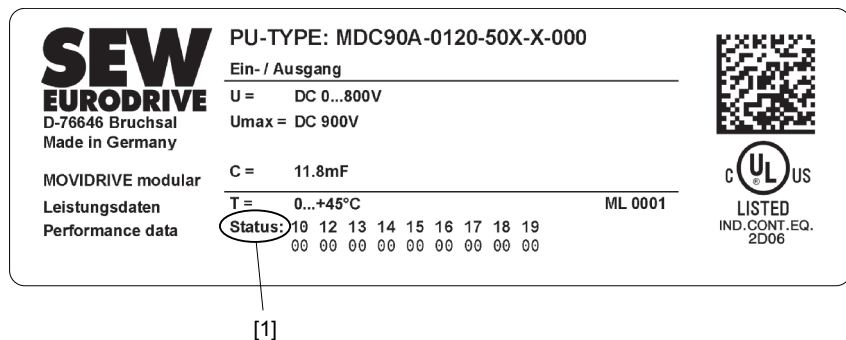 SEW
EURODRIVE
D-76646 Bruchsal
Made in Germany
MOVIDRIVE modular
Leistungsdaten
Performance data
PU-TYPE: MDC90A-0120-50X-X-000
Ein- / Ausgang
U = DC 0...800V
Umax = DC 900V
C = 11.8mF
T = 0...+45°C ML 0001
Status: 10 12 13 14 15 16 17 18 19
00 00 00 00 00 00 00 00 00
C UL US
®
LISTED
IND.CONT.EQ.
2D06
[1]